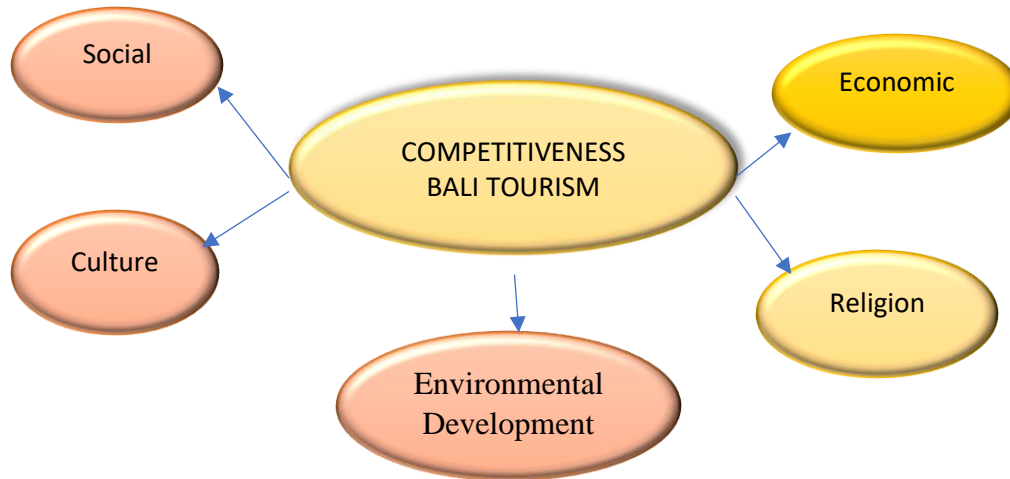 Social
Economic
COMPETITIVENESS
BALI TOURISM
Culture
Religion
Environmental
Development